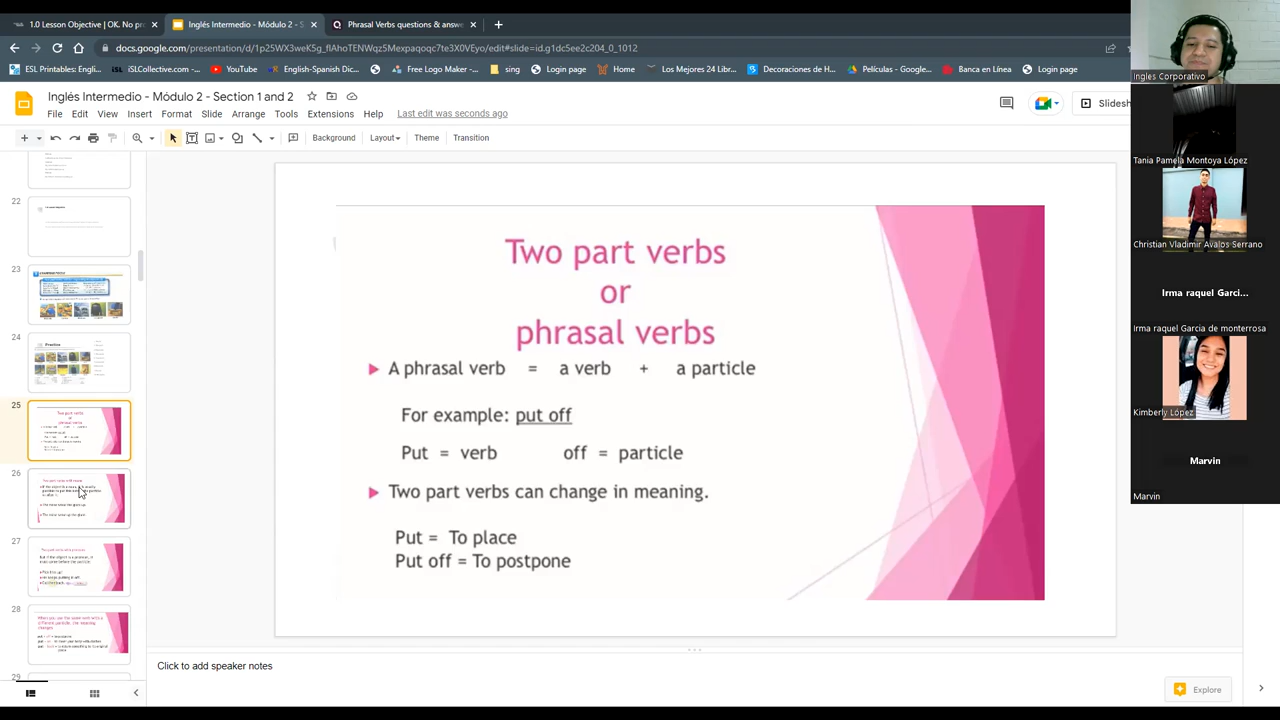 1.0 Lesson Objective | OK. No pr
Inglés Intermedio - Módulo 2 - S
Phrasal Verbs questions & answe
docs.google.com/presentation/d/1p25WX3weK5g_flAhoTENWqz5Mexpaqoqc7te3X0VEyo/edit#slide=id.g1dc5ee2c204_0_1012
ESL Printables: Engl...
iSLCollective.com -...
YouTube
English-Spanish Dic...
Free Logo Maker -...
sing
Login page
Home
Los Mejores 24 Libr...
Decoraciones de H...
Películas - Google...
Banca en Línea
Login page
Inglés Intermedio - Módulo 2 - Section 1 and 2
File Edit View Insert Format Slide Arrange Tools Extensions Help Last edit was seconds ago
Slidesh
Background Layout Theme Transition
22
23
24
Practice
25
26
27
28
29
Two part verbs
or
phrasal verbs
A phrasal verb = a verb + a particle
For example: put off
Put = verb off = particle
Two part verbs can change in meaning.
Put = To place
Put off = To postpone
Click to add speaker notes
Explore
Ingles Corporativo
Tania Pamela Montoya López
Christian Vladimir Avalos Serrano
Irma raquel Garci...
Irma raquel Garcia de monterrosa
Kimberly López
Marvin
Marvin